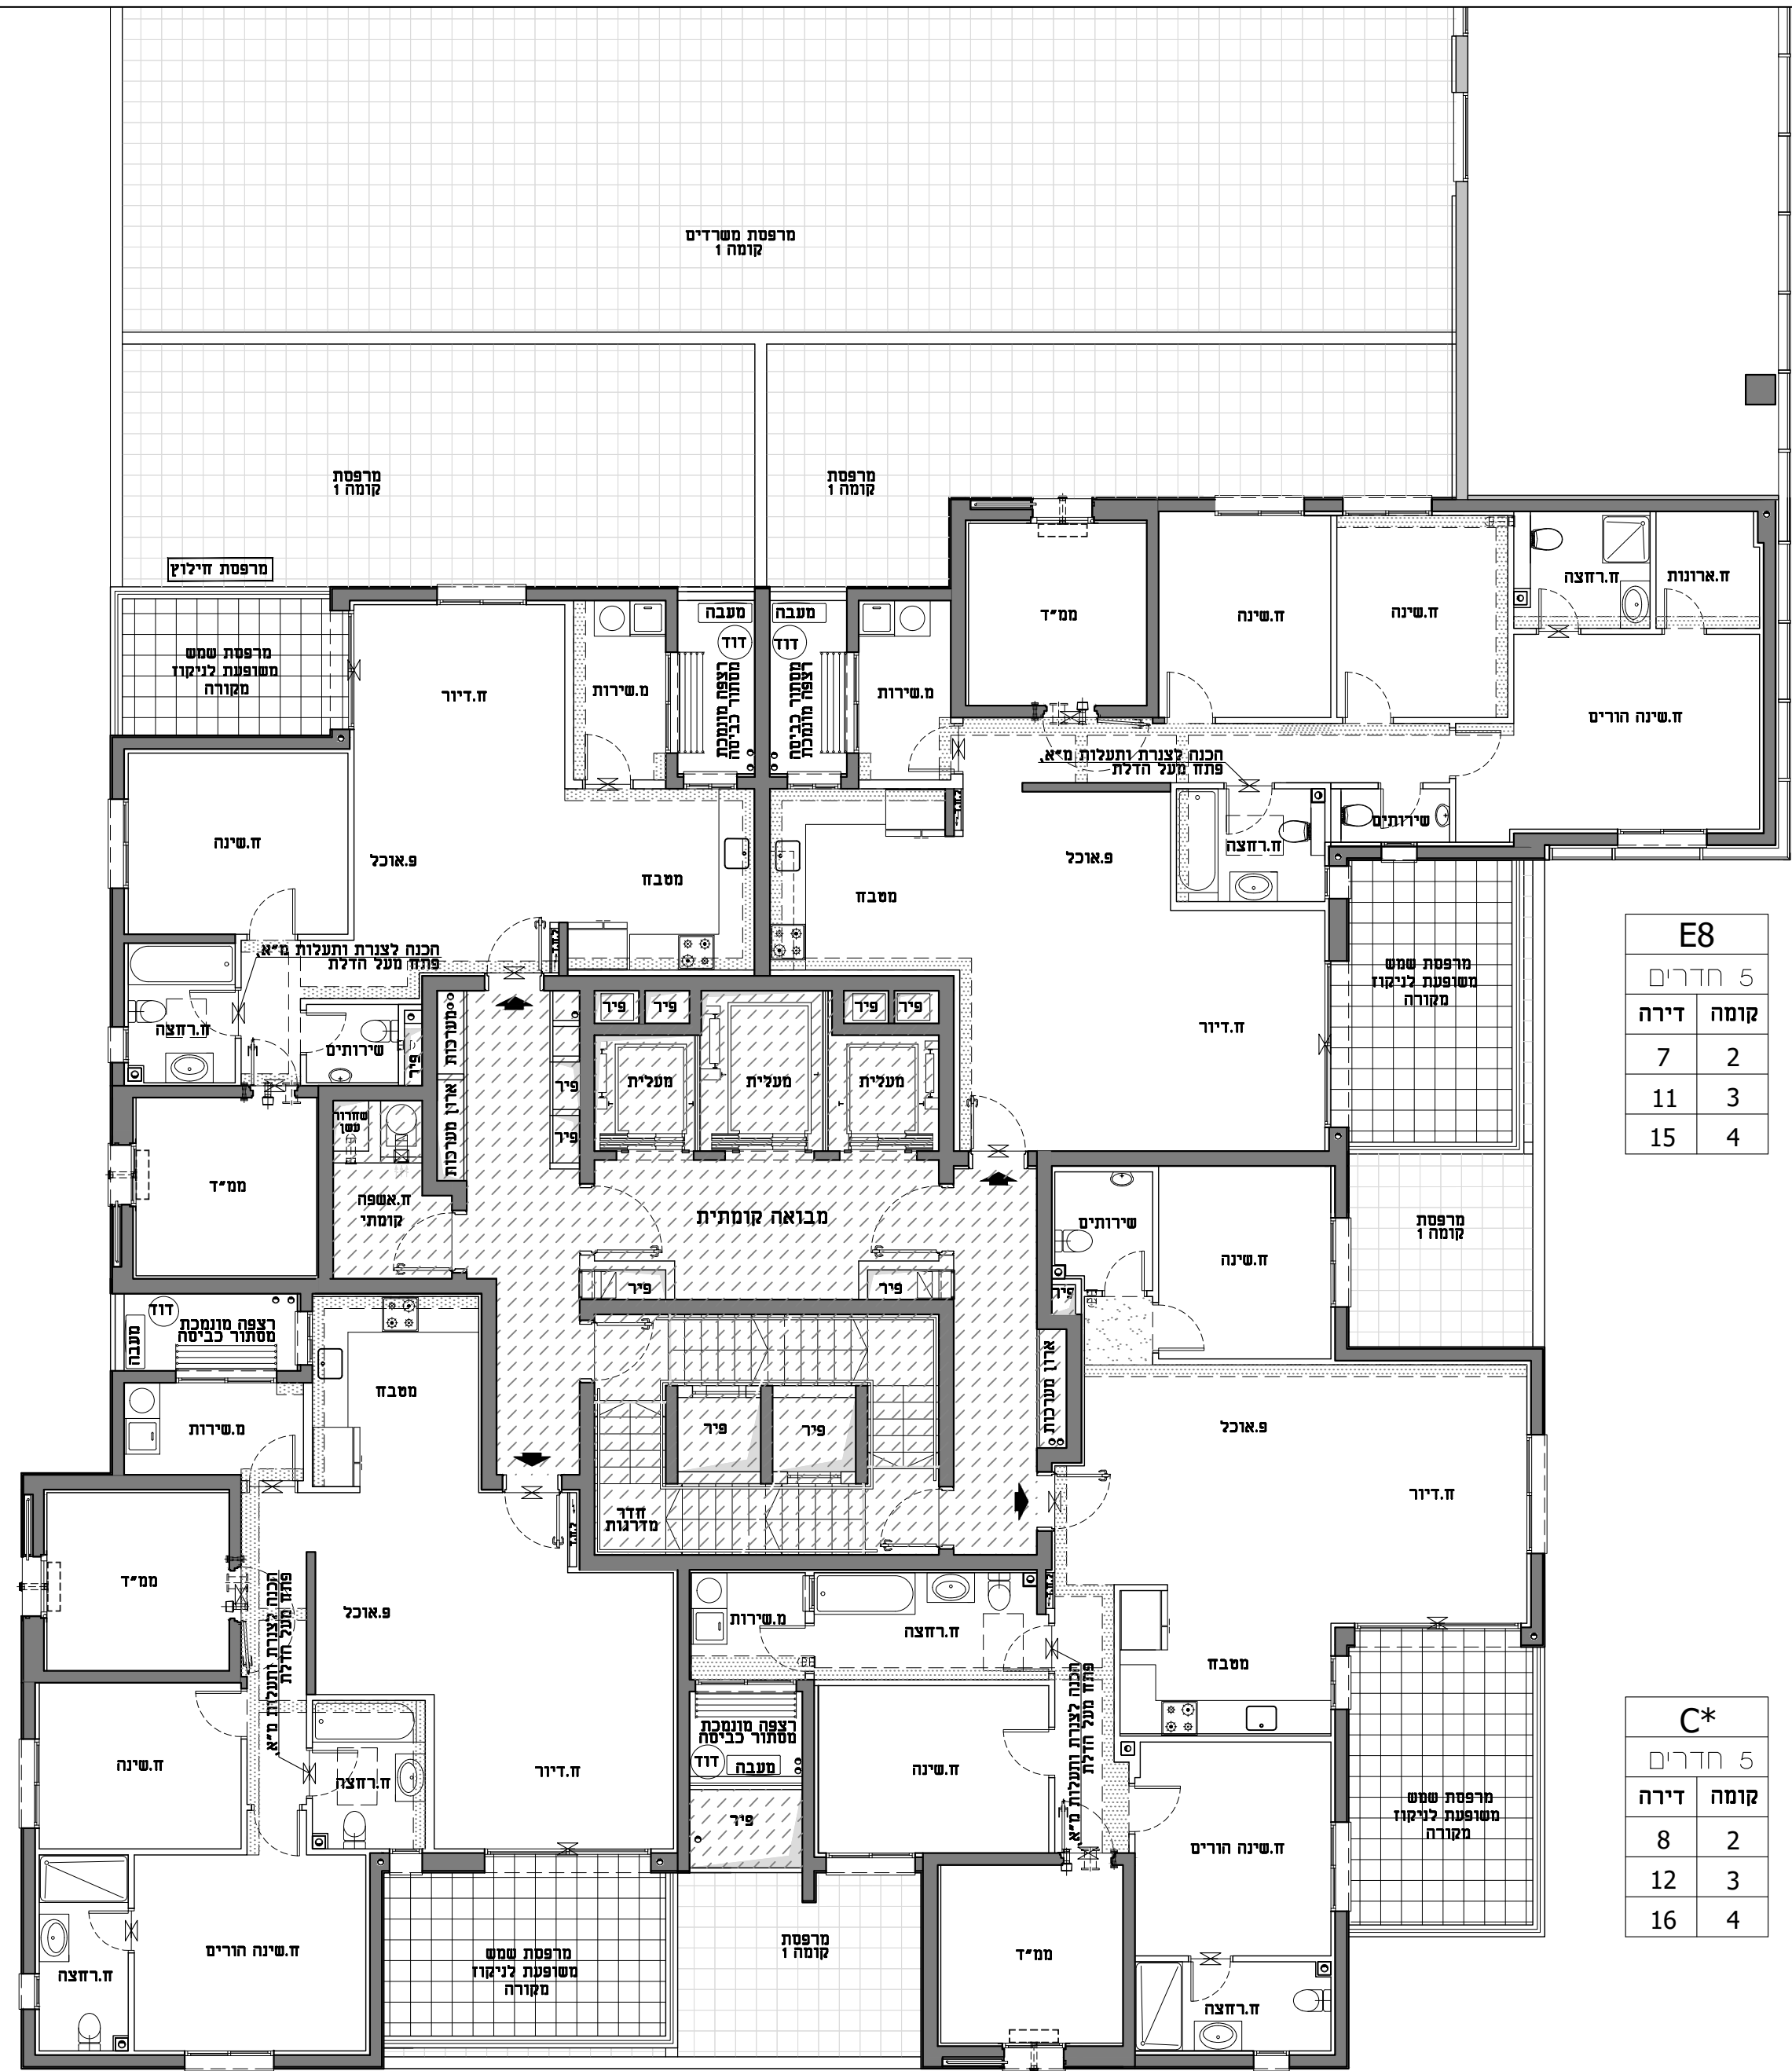 מרפסת משרדים
קומה 1
מרפסת
קומה 1
מרפסת
קומה 1
מרפסת חילוץ
מרפסת שמש
משופעת לניקוז
מקורה
ח.דיור
מ.שירות
מעבה
דוד
רצפה מונמכת
מסתור כביסה
מעבה
דוד
רצפה מונמכת
מסתור כביסה
מ.שירות
ממ״ד
ח.שינה
ח.שינה
ח.רחצה
ח.ארונות
ח.שינה הורים
הכנה לצנרת ותעלות מ״א,
פתח מעל הדלת
ח.רחצה
שירותים
ח.שינה
פ.אוכל
מטבח
מטבח
פ.אוכל
ח.דיור
מרפסת שמש
משופעת לניקוז
מקורה
הכנה לצנרת ותעלות מ״א,
פתח מעל הדלת
ח.רחצה
שירותים
פיר
ארון מערכות
מערכות
פיר
פיר
פיר
פיר
פיר
פיר
מעלית
מעלית
מעלית
E8
5 חדרים
קומה דירה
2 7
3 11
4 15
ממ״ד
שחרור
עשן
ח.אשפה
קומתי
מבואה קומתית
פיר
פיר
שירותים
פיר
ח.שינה
מרפסת
קומה 1
דוד
מעבה
רצפה מונמכת
מסתור כביסה
מטבח
מ.שירות
פיר
פיר
חדר
מדרגות
ארון מערכות
פ.אוכל
ח.דיור
ממ״ד
הכנה לצנרת ותעלות מ״א,
פתח מעל הדלת
פ.אוכל
מ.שירות
ח.רחצה
הכנה לצנרת ותעלות מ״א,
פתח מעל הדלת
מטבח
ח.שינה
ח.רחצה
ח.דיור
רצפה מונמכת
מסתור כביסה
דוד
מעבה
פיר
ח.שינה
ח.שינה הורים
מרפסת שמש
משופעת לניקוז
מקורה
C*
5 חדרים
קומה דירה
2 8
3 12
4 16
ח.רחצה
ח.שינה הורים
מרפסת שמש
משופעת לניקוז
מקורה
מרפסת
קומה 1
ממ״ד
ח.רחצה